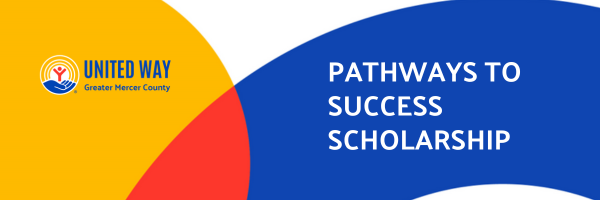 UNITED WAY
Greater Mercer County
PATHWAYS TO
SUCCESS
SCHOLARSHIP